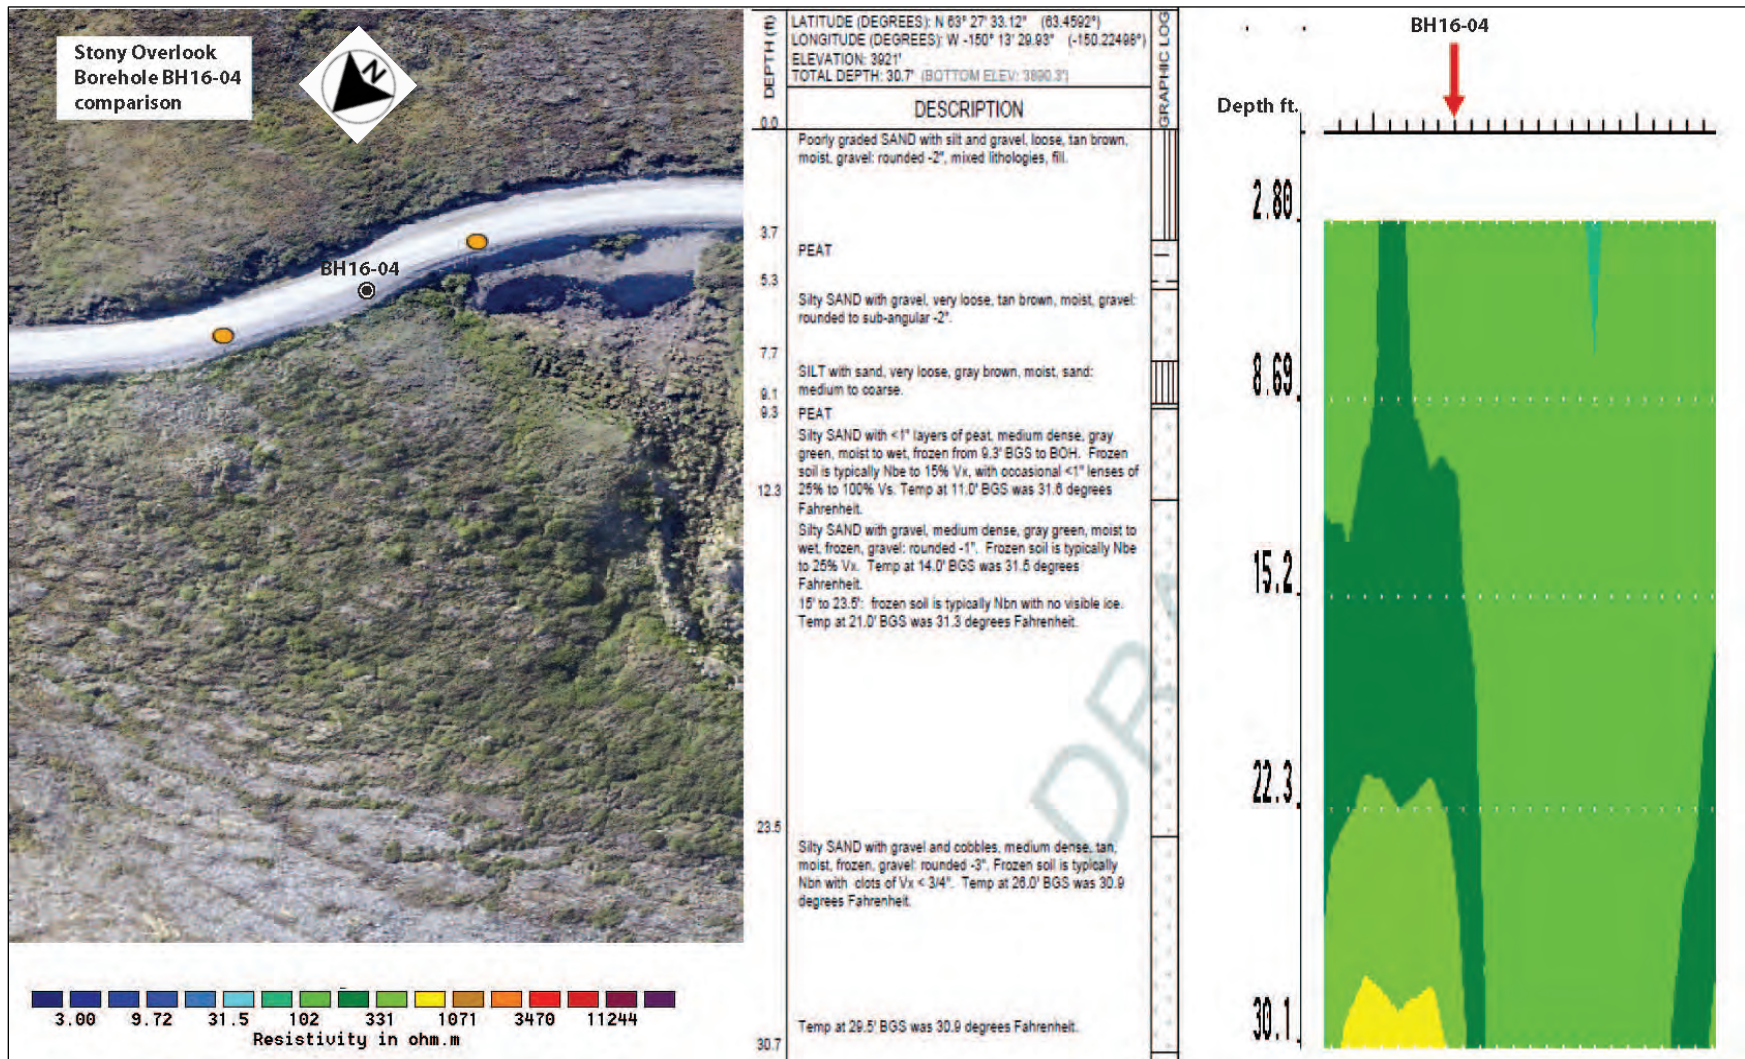 Stony Overlook
Borehole BH16-04
comparison
N
BH16-04
3.00 9.72 31.5 102 331 1071 3470 11244
Resistivity in ohm.m
DEPTH (ft)
LATITUDE (DEGREES): N 63° 27' 33.12" (63.4592°)
LONGITUDE (DEGREES): W -150° 13' 29.93" (-150.22498°)
ELEVATION: 3921'
TOTAL DEPTH: 30.7' (BOTTOM ELEV: 3890.3')
GRAPHIC LOG
DESCRIPTION
0.0
Poorly graded SAND with silt and gravel, loose, tan brown,
moist, gravel: rounded -2", mixed lithologies, fill.
3.7
PEAT
5.3
Silty SAND with gravel, very loose, tan brown, moist, gravel:
rounded to sub-angular -2".
7.7
SILT with sand, very loose, gray brown, moist, sand:
medium to coarse.
9.1
9.3
PEAT
Silty SAND with <1" layers of peat, medium dense, gray
green, moist to wet, frozen from 9.3' BGS to BOH. Frozen
soil is typically Nbe to 15% Vx, with occasional <1" lenses of
25% to 100% Vs. Temp at 11.0' BGS was 31.6 degrees
Fahrenheit.
12.3
Silty SAND with gravel, medium dense, gray green, moist to
wet, frozen, gravel: rounded -1". Frozen soil is typically Nbe
to 25% Vx. Temp at 14.0' BGS was 31.5 degrees
Fahrenheit.
15' to 23.5': frozen soil is typically Nbn with no visible ice.
Temp at 21.0' BGS was 31.3 degrees Fahrenheit.
23.5
Silty SAND with gravel and cobbles, medium dense, tan,
moist, frozen, gravel: rounded -3". Frozen soil is typically
Nbn with clots of Vx < 3/4". Temp at 26.0' BGS was 30.9
degrees Fahrenheit.
Temp at 29.5' BGS was 30.9 degrees Fahrenheit.
30.7
BH16-04
Depth ft.
2.80
8.69
15.2
22.3
30.1